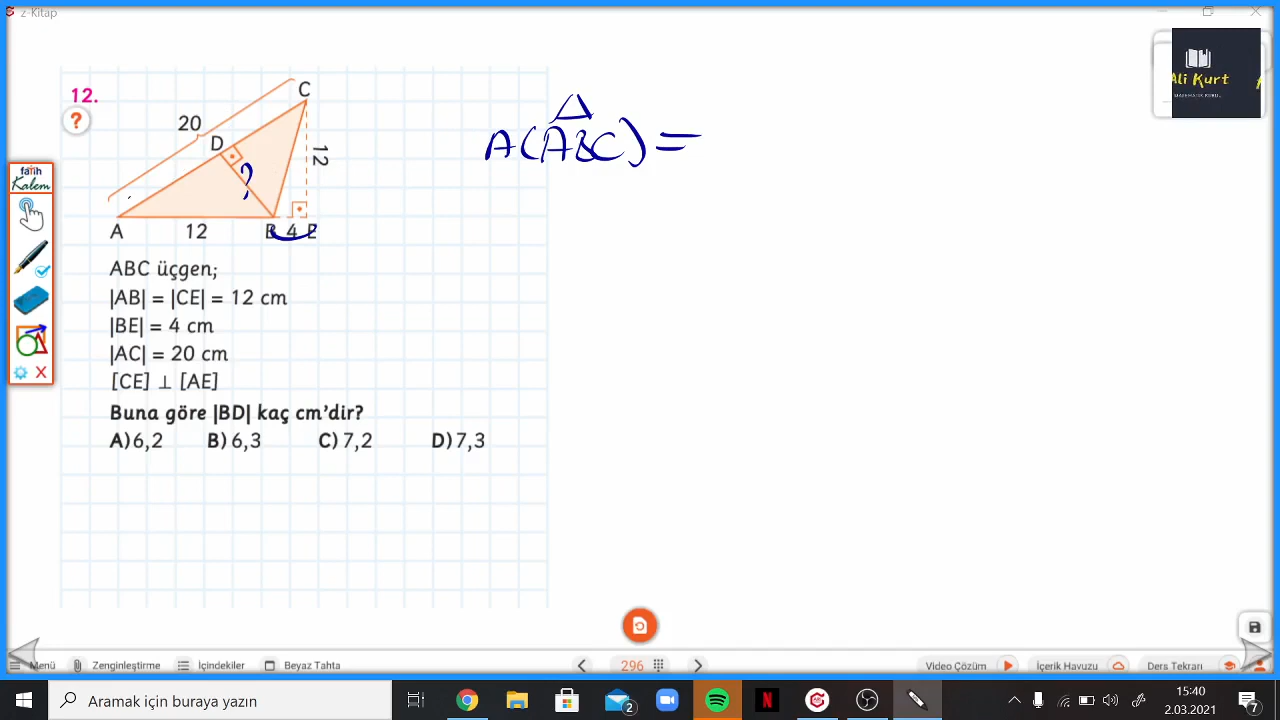 z-Kitap
Ali Kurt
12.
?
C
20
D
12
?
A
12
B 4 E
A(ABC) =
fatih
Kalem
ABC üçgen;
|AB| = |CE| = 12 cm
|BE| = 4 cm
|AC| = 20 cm
[CE] ⊥ [AE]
Buna göre |BD| kaç cm'dir?
A) 6,2 B) 6,3 C) 7,2 D) 7,3
Menü Zenginleştirme İçindekiler Beyaz Tahta 296 Video Çözüm İçerik Havuzu Ders Tekrarı
Aramak için buraya yazın
2
15:40
2.03.2021
7